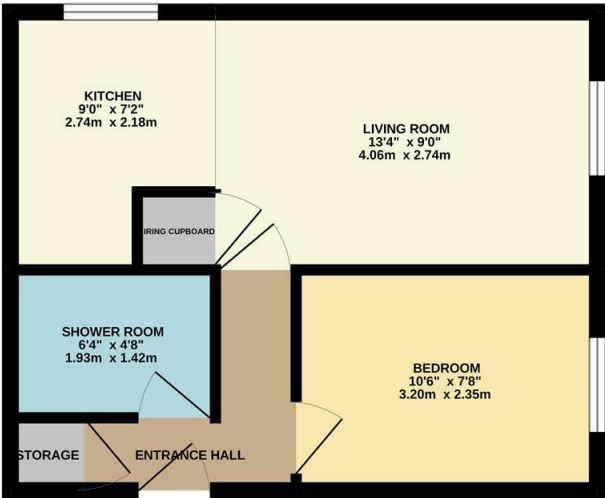 KITCHEN
9'0" x 7'2"
2.74m x 2.18m
LIVING ROOM
13'4" x 9'0"
4.06m x 2.74m
IRING CUPBOARD
SHOWER ROOM
6'4" x 4'8"
1.93m x 1.42m
BEDROOM
10'6" x 7'8"
3.20m x 2.35m
STORAGE
ENTRANCE HALL